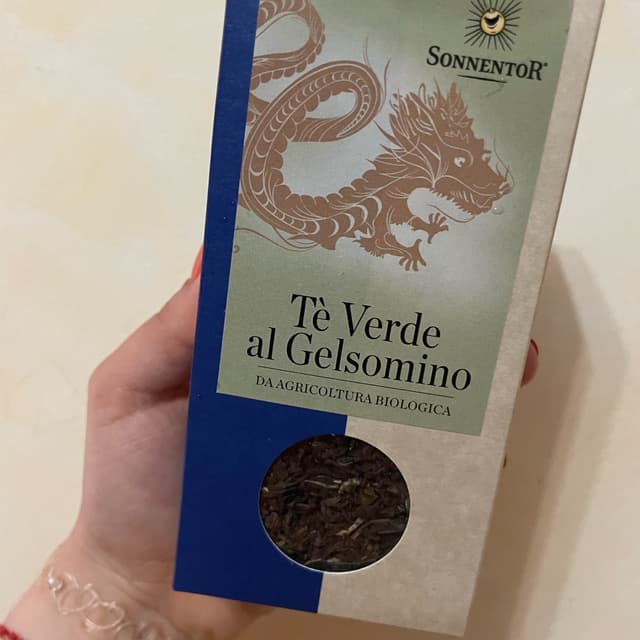 SONNENTOR®
Tè Verde
al Gelsomino
DA AGRICOLTURA BIOLOGICA